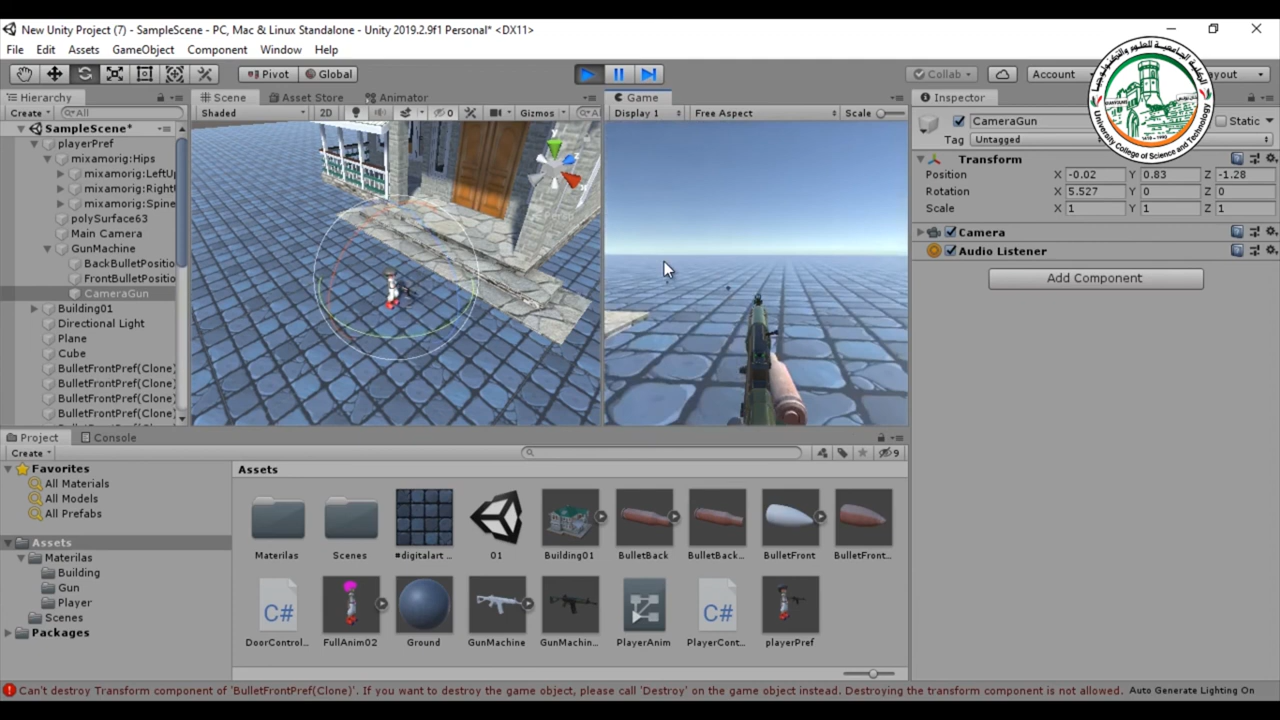 New Unity Project (7) - SampleScene - PC, Mac & Linux Standalone - Unity 2019.2.9f1 Personal* <DX11>
File Edit Assets GameObject Component Window Help
Pivot Global Collab Account
Hierarchy Scene Asset Store Animator Game Inspector
Create All Shaded 2D 0 Gizmos Display 1 Free Aspect Scale
SampleScene*
playerPref
mixamorig:Hips
mixamorig:LeftU
mixamorig:Right
mixamorig:Spine
polySurface63
Main Camera
GunMachine
BackBulletPositio
FrontBulletPositio
CameraGun
Building01
Directional Light
Plane
Cube
BulletFrontPref(Clone)
BulletFrontPref(Clone)
BulletFrontPref(Clone)
BulletFrontPref(Clone)
CameraGun Static
Tag Untagged
Transform
Position X -0.02 Y 0.83 Z -1.28
Rotation X 5.527 Y 0 Z 0
Scale X 1 Y 1 Z 1
Camera
Audio Listener
Add Component
University College of Science and Technology
Project Console
Create 9
Favorites
All Materials
All Models
All Prefabs
Assets
Materilas
Building
Gun
Player
Scenes
Packages
Assets
Materilas Scenes #digitalart ... 01 Building01 BulletBack BulletBack... BulletFront BulletFront...
DoorControl... FullAnim02 Ground GunMachine GunMachin... PlayerAnim PlayerCont... playerPref
Can't destroy Transform component of 'BulletFrontPref(Clone)'. If you want to destroy the game object, please call 'Destroy' on the game object instead. Destroying the transform component is not allowed. Auto Generate Lighting On